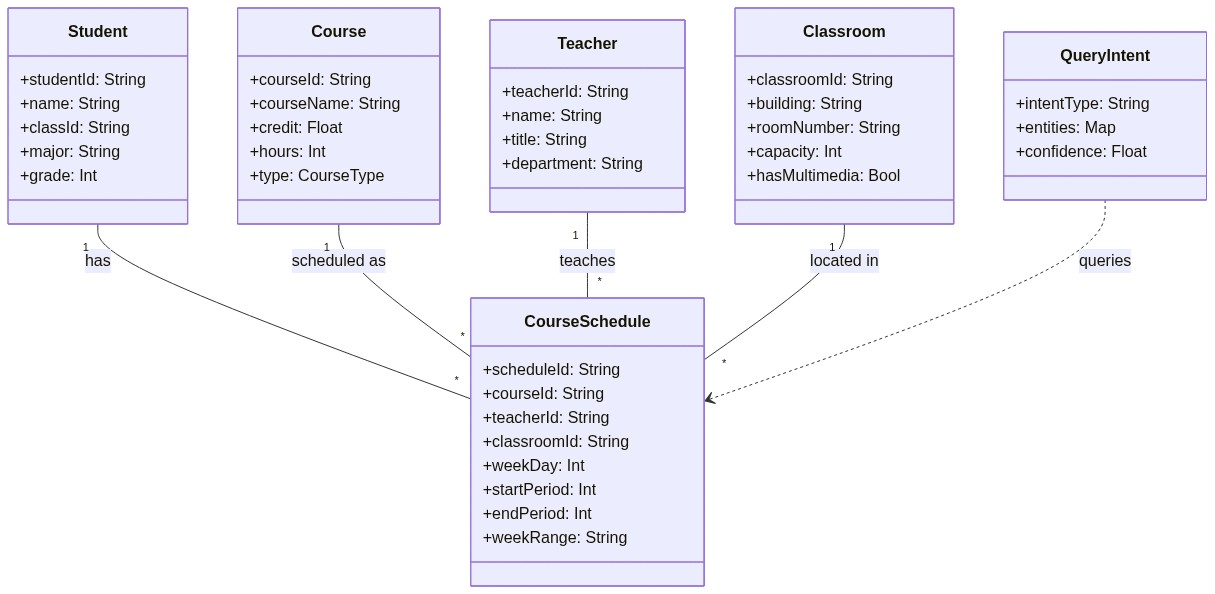 Student
+studentId: String
+name: String
+classId: String
+major: String
+grade: Int
Course
+courseId: String
+courseName: String
+credit: Float
+hours: Int
+type: CourseType
Teacher
+teacherId: String
+name: String
+title: String
+department: String
Classroom
+classroomId: String
+building: String
+roomNumber: String
+capacity: Int
+hasMultimedia: Bool
QueryIntent
+intentType: String
+entities: Map
+confidence: Float
1
has
*
1
scheduled as
*
1
teaches
*
1
located in
*
queries
CourseSchedule
+scheduleId: String
+courseId: String
+teacherId: String
+classroomId: String
+weekDay: Int
+startPeriod: Int
+endPeriod: Int
+weekRange: String